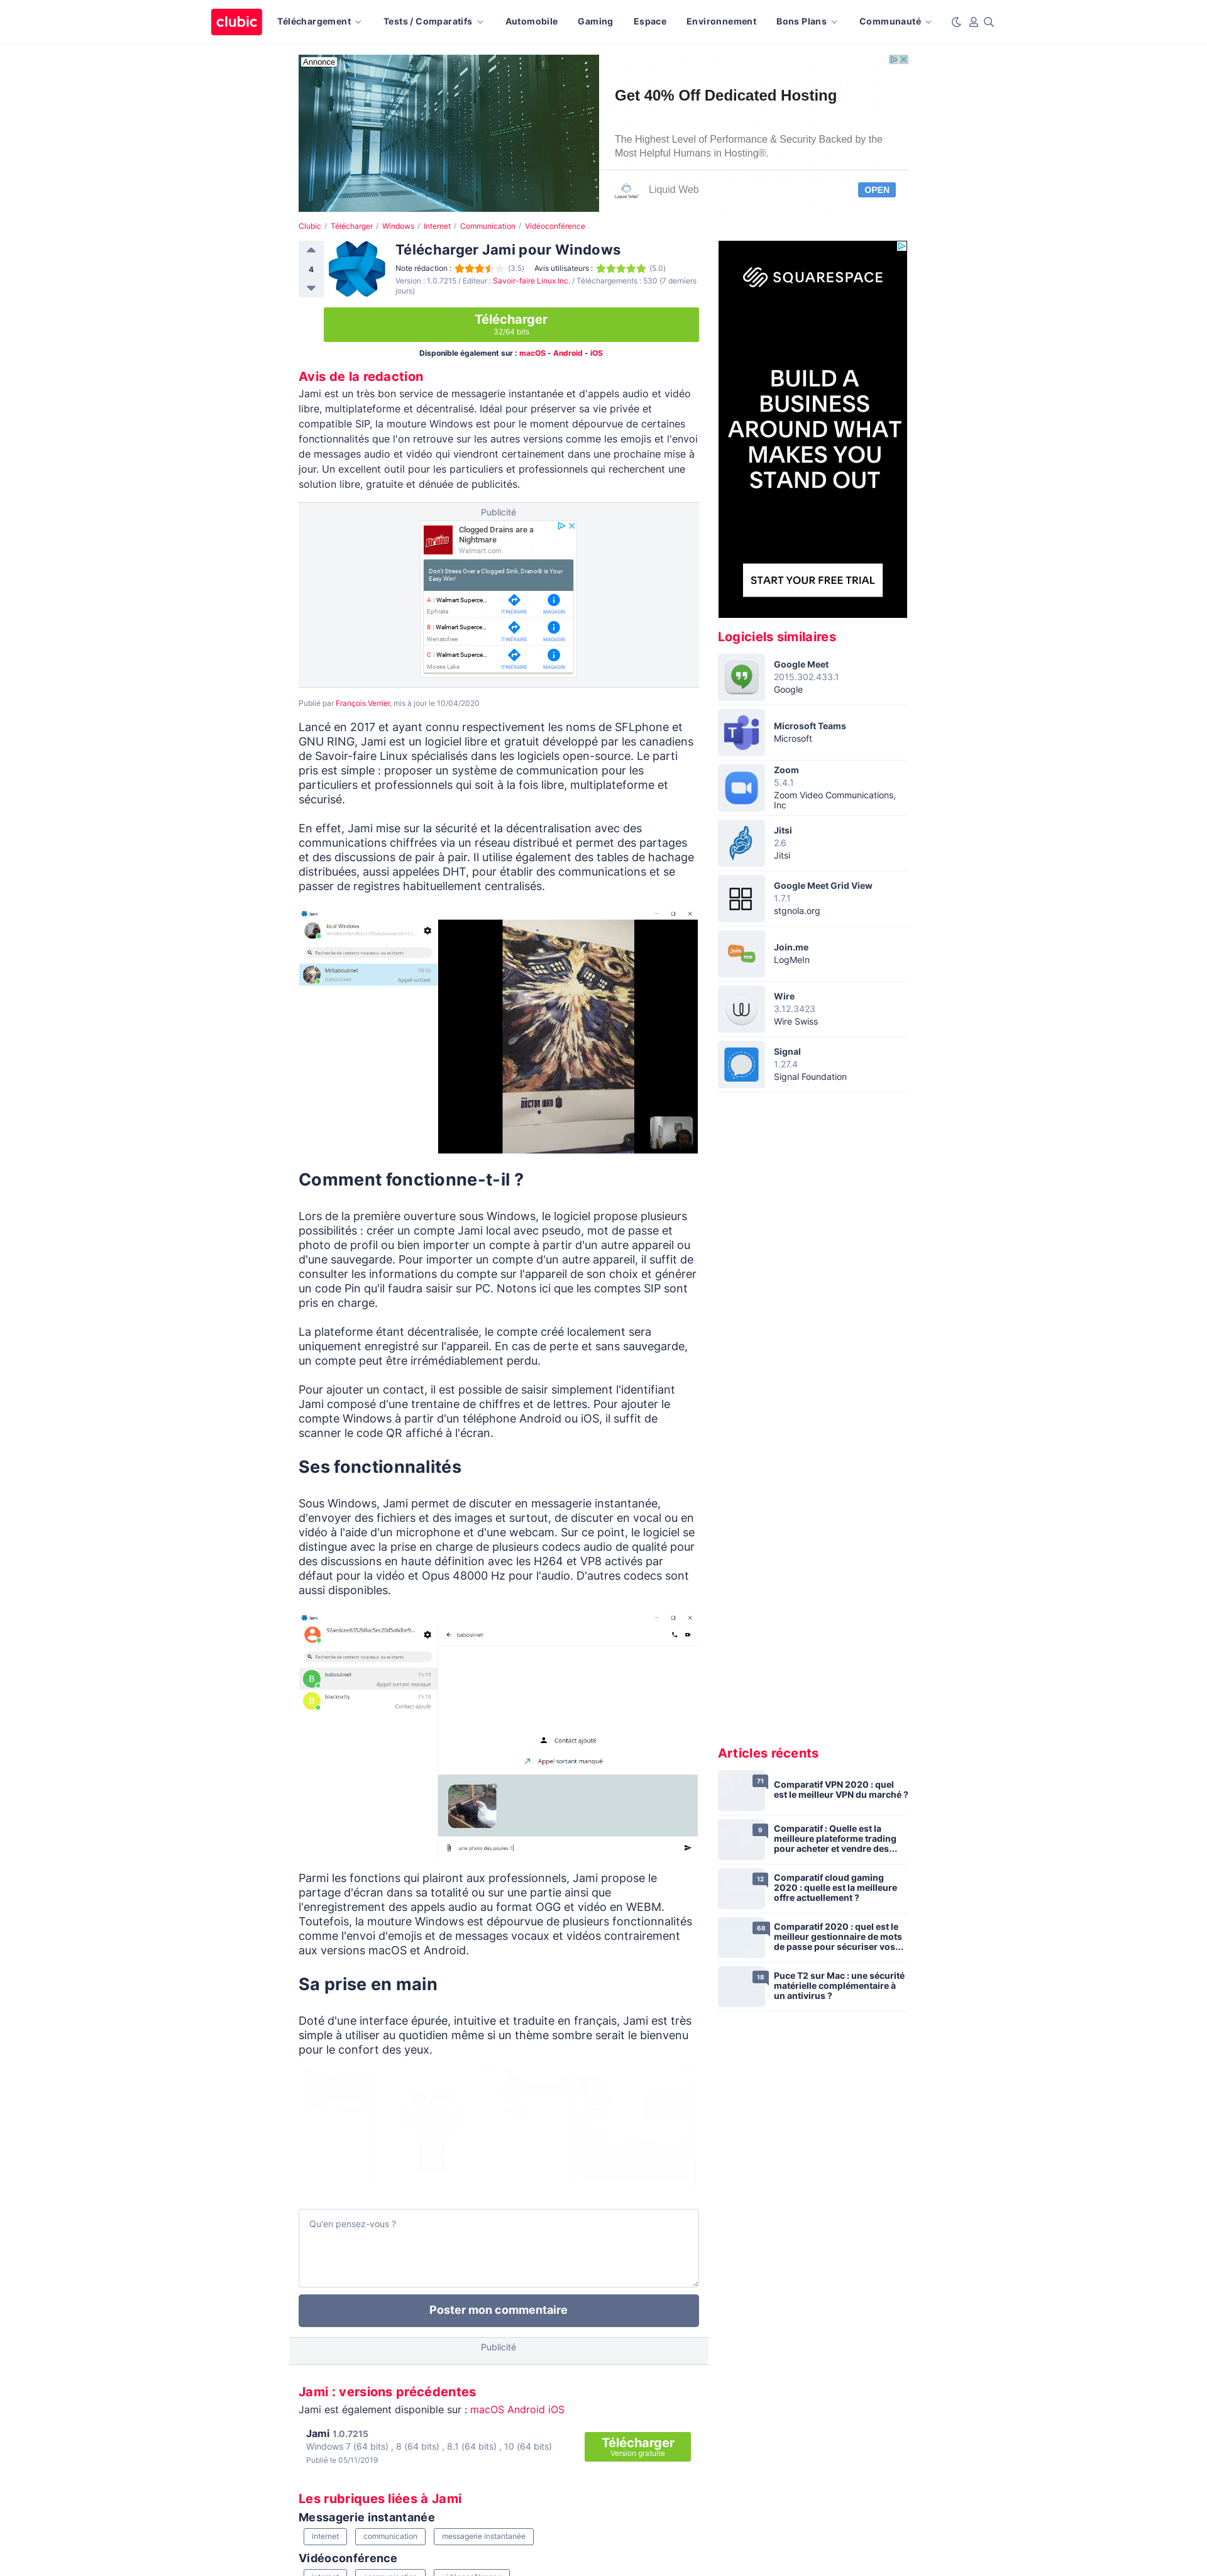 clubic
Téléchargement
Tests / Comparatifs
Automobile
Gaming
Espace
Environnement
Bons Plans
Communauté
Annonce
Get 40% Off Dedicated Hosting
The Highest Level of Performance & Security Backed by the
Most Helpful Humans in Hosting®.
Liquid Web
Liquid Web
OPEN
Clubic / Télécharger / Windows / Internet / Communication / Vidéoconférence
4
Télécharger Jami pour Windows
Note rédaction : (3.5) Avis utilisateurs : (5.0)
Version : 1.0.7215 / Editeur : Savoir-faire Linux Inc. / Téléchargements : 530 (7 derniers
jours)
Télécharger
32/64 bits
Disponible également sur : macOS - Android - iOS
Avis de la redaction
Jami est un très bon service de messagerie instantanée et d'appels audio et vidéo
libre, multiplateforme et décentralisé. Idéal pour préserver sa vie privée et
compatible SIP, la mouture Windows est pour le moment dépourvue de certaines
fonctionnalités que l'on retrouve sur les autres versions comme les emojis et l'envoi
de messages audio et vidéo qui viendront certainement dans une prochaine mise à
jour. Un excellent outil pour les particuliers et professionnels qui recherchent une
solution libre, gratuite et dénuée de publicités.
Publicité
Drano
Clogged Drains are a
Nightmare
Walmart.com
Don't Stress Over a Clogged Sink, Drano® is Your
Easy Win!
A : Walmart Superce...
Ephrata
ITINÉRAIRE
MAGASIN
B : Walmart Superce...
Wenatchee
ITINÉRAIRE
MAGASIN
C : Walmart Superce...
Moses Lake
ITINÉRAIRE
MAGASIN
Publié par François Verrier, mis à jour le 10/04/2020
Lancé en 2017 et ayant connu respectivement les noms de SFLphone et
GNU RING, Jami est un logiciel libre et gratuit développé par les canadiens
de Savoir-faire Linux spécialisés dans les logiciels open-source. Le parti
pris est simple : proposer un système de communication pour les
particuliers et professionnels qui soit à la fois libre, multiplateforme et
sécurisé.
En effet, Jami mise sur la sécurité et la décentralisation avec des
communications chiffrées via un réseau distribué et permet des partages
et des discussions de pair à pair. Il utilise également des tables de hachage
distribuées, aussi appelées DHT, pour établir des communications et se
passer de registres habituellement centralisés.
Jami
local Windows
Recherche de contacts nouveaux ou existants
Mrllaboulinet
09:16
baboulinet
Appel sortant
DOCTOR WHO
Comment fonctionne-t-il ?
Lors de la première ouverture sous Windows, le logiciel propose plusieurs
possibilités : créer un compte Jami local avec pseudo, mot de passe et
photo de profil ou bien importer un compte à partir d'un autre appareil ou
d'une sauvegarde. Pour importer un compte d'un autre appareil, il suffit de
consulter les informations du compte sur l'appareil de son choix et générer
un code Pin qu'il faudra saisir sur PC. Notons ici que les comptes SIP sont
pris en charge.
La plateforme étant décentralisée, le compte créé localement sera
uniquement enregistré sur l'appareil. En cas de perte et sans sauvegarde,
un compte peut être irrémédiablement perdu.
Pour ajouter un contact, il est possible de saisir simplement l'identifiant
Jami composé d'une trentaine de chiffres et de lettres. Pour ajouter le
compte Windows à partir d'un téléphone Android ou iOS, il suffit de
scanner le code QR affiché à l'écran.
Ses fonctionnalités
Sous Windows, Jami permet de discuter en messagerie instantanée,
d'envoyer des fichiers et des images et surtout, de discuter en vocal ou en
vidéo à l'aide d'un microphone et d'une webcam. Sur ce point, le logiciel se
distingue avec la prise en charge de plusieurs codecs audio de qualité pour
des discussions en haute définition avec les H264 et VP8 activés par
défaut pour la vidéo et Opus 48000 Hz pour l'audio. D'autres codecs sont
aussi disponibles.
Jami
baboulinet
Recherche de contacts nouveaux ou existants
B
baboulinet
15:19
Appel sortant manqué
B
blacknally
15:18
Contact ajouté
Contact ajouté
Appel sortant manqué
une photo des poules :)
Parmi les fonctions qui plairont aux professionnels, Jami propose le
partage d'écran dans sa totalité ou sur une partie ainsi que
l'enregistrement des appels audio au format OGG et vidéo en WEBM.
Toutefois, la mouture Windows est dépourvue de plusieurs fonctionnalités
comme l'envoi d'emojis et de messages vocaux et vidéos contrairement
aux versions macOS et Android.
Sa prise en main
Doté d'une interface épurée, intuitive et traduite en français, Jami est très
simple à utiliser au quotidien même si un thème sombre serait le bienvenu
pour le confort des yeux.
Qu'en pensez-vous ?
Poster mon commentaire
Publicité
Jami : versions précédentes
Jami est également disponible sur : macOS Android iOS
Jami 1.0.7215
Windows 7 (64 bits) , 8 (64 bits) , 8.1 (64 bits) , 10 (64 bits)
Publié le 05/11/2019
Télécharger
Version gratuite
Les rubriques liées à Jami
Messagerie instantanée
internet
communication
messagerie instantanée
Vidéoconférence
SQUARESPACE
BUILD A
BUSINESS
AROUND WHAT
MAKES YOU
STAND OUT
START YOUR FREE TRIAL
Logiciels similaires
Google Meet
2015.302.433.1
Google
Microsoft Teams
Microsoft
Zoom
5.4.1
Zoom Video Communications,
Inc
Jitsi
2.6
Jitsi
Google Meet Grid View
1.7.1
stgnola.org
join
me
Join.me
LogMeIn
Wire
3.12.3423
Wire Swiss
Signal
1.27.4
Signal Foundation
Articles récents
71
Comparatif VPN 2020 : quel
est le meilleur VPN du marché ?
9
Comparatif : Quelle est la
meilleure plateforme trading
pour acheter et vendre des...
12
Comparatif cloud gaming
2020 : quelle est la meilleure
offre actuellement ?
68
Comparatif 2020 : quel est le
meilleur gestionnaire de mots
de passe pour sécuriser vos...
18
Puce T2 sur Mac : une sécurité
matérielle complémentaire à
un antivirus ?